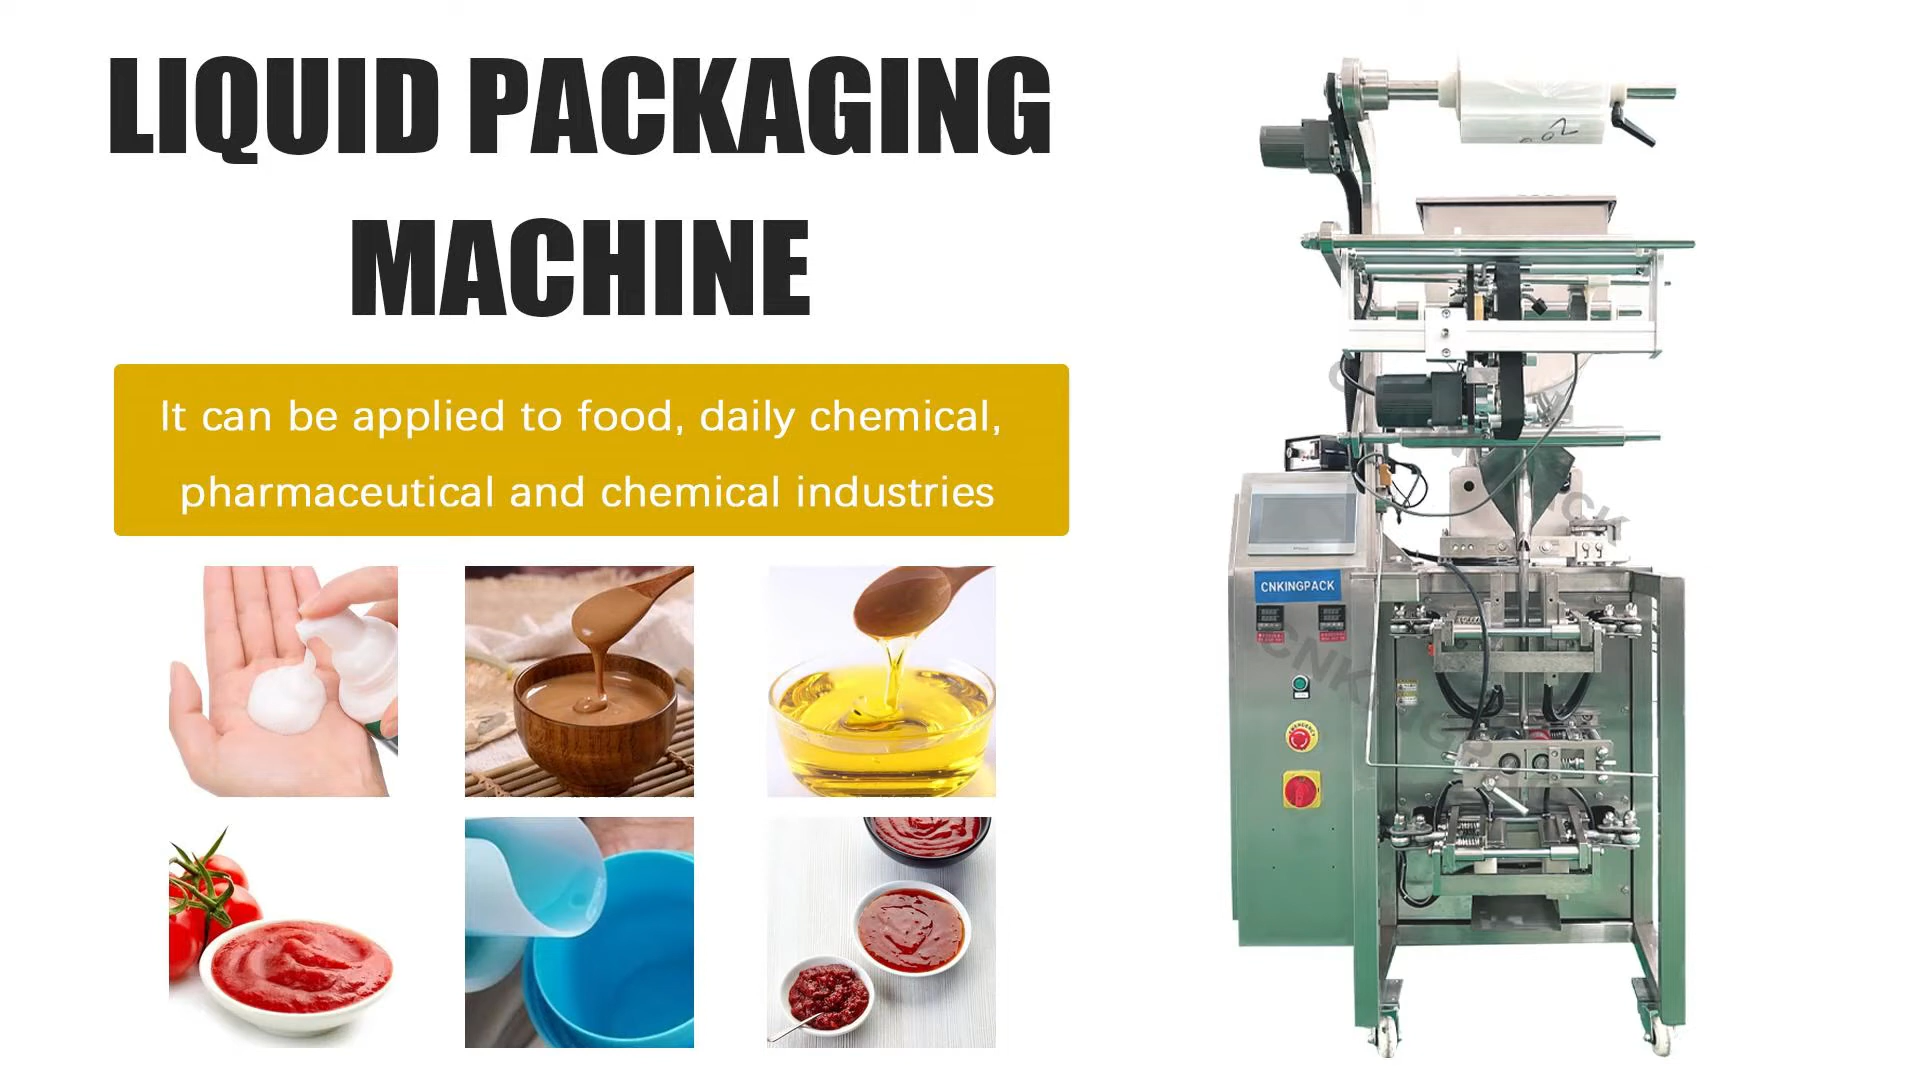 LIQUID PACKAGING
MACHINE
It can be applied to food, daily chemical,
pharmaceutical and chemical industries
CNKINGPACK